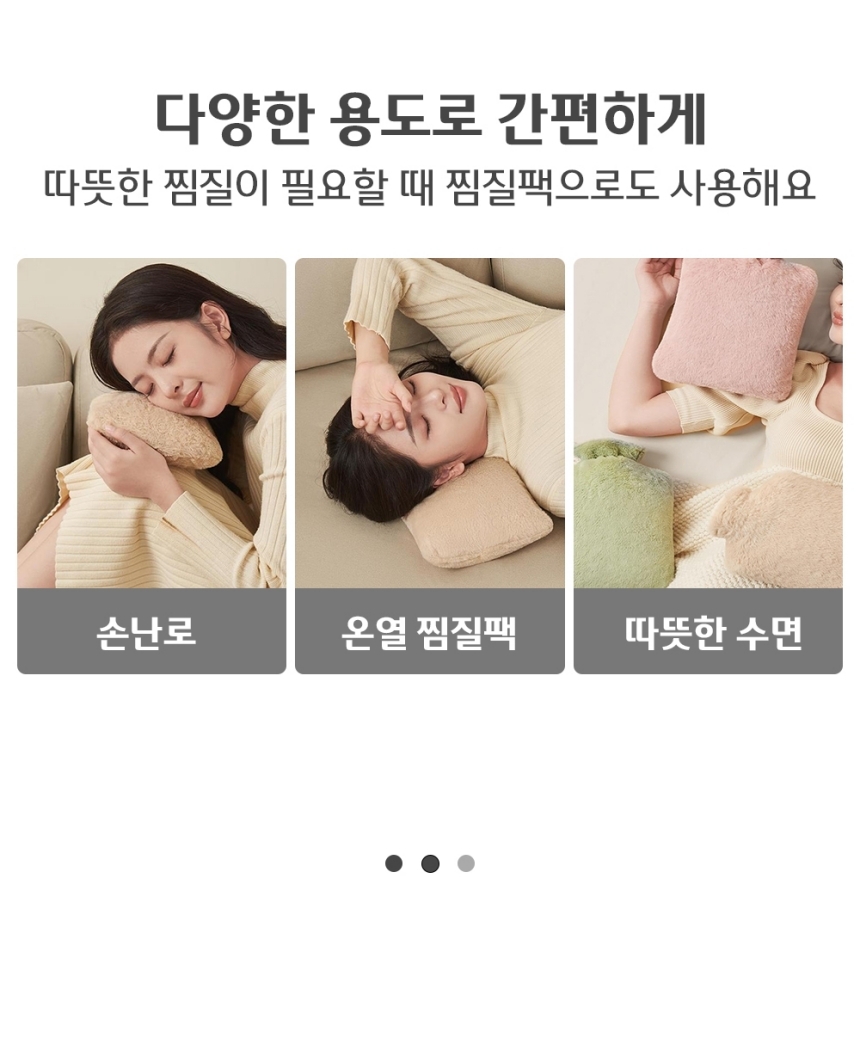 다양한 용도로 간편하게
따뜻한 찜질이 필요할 때 찜질팩으로도 사용해요
손난로
온열 찜질팩
따뜻한 수면